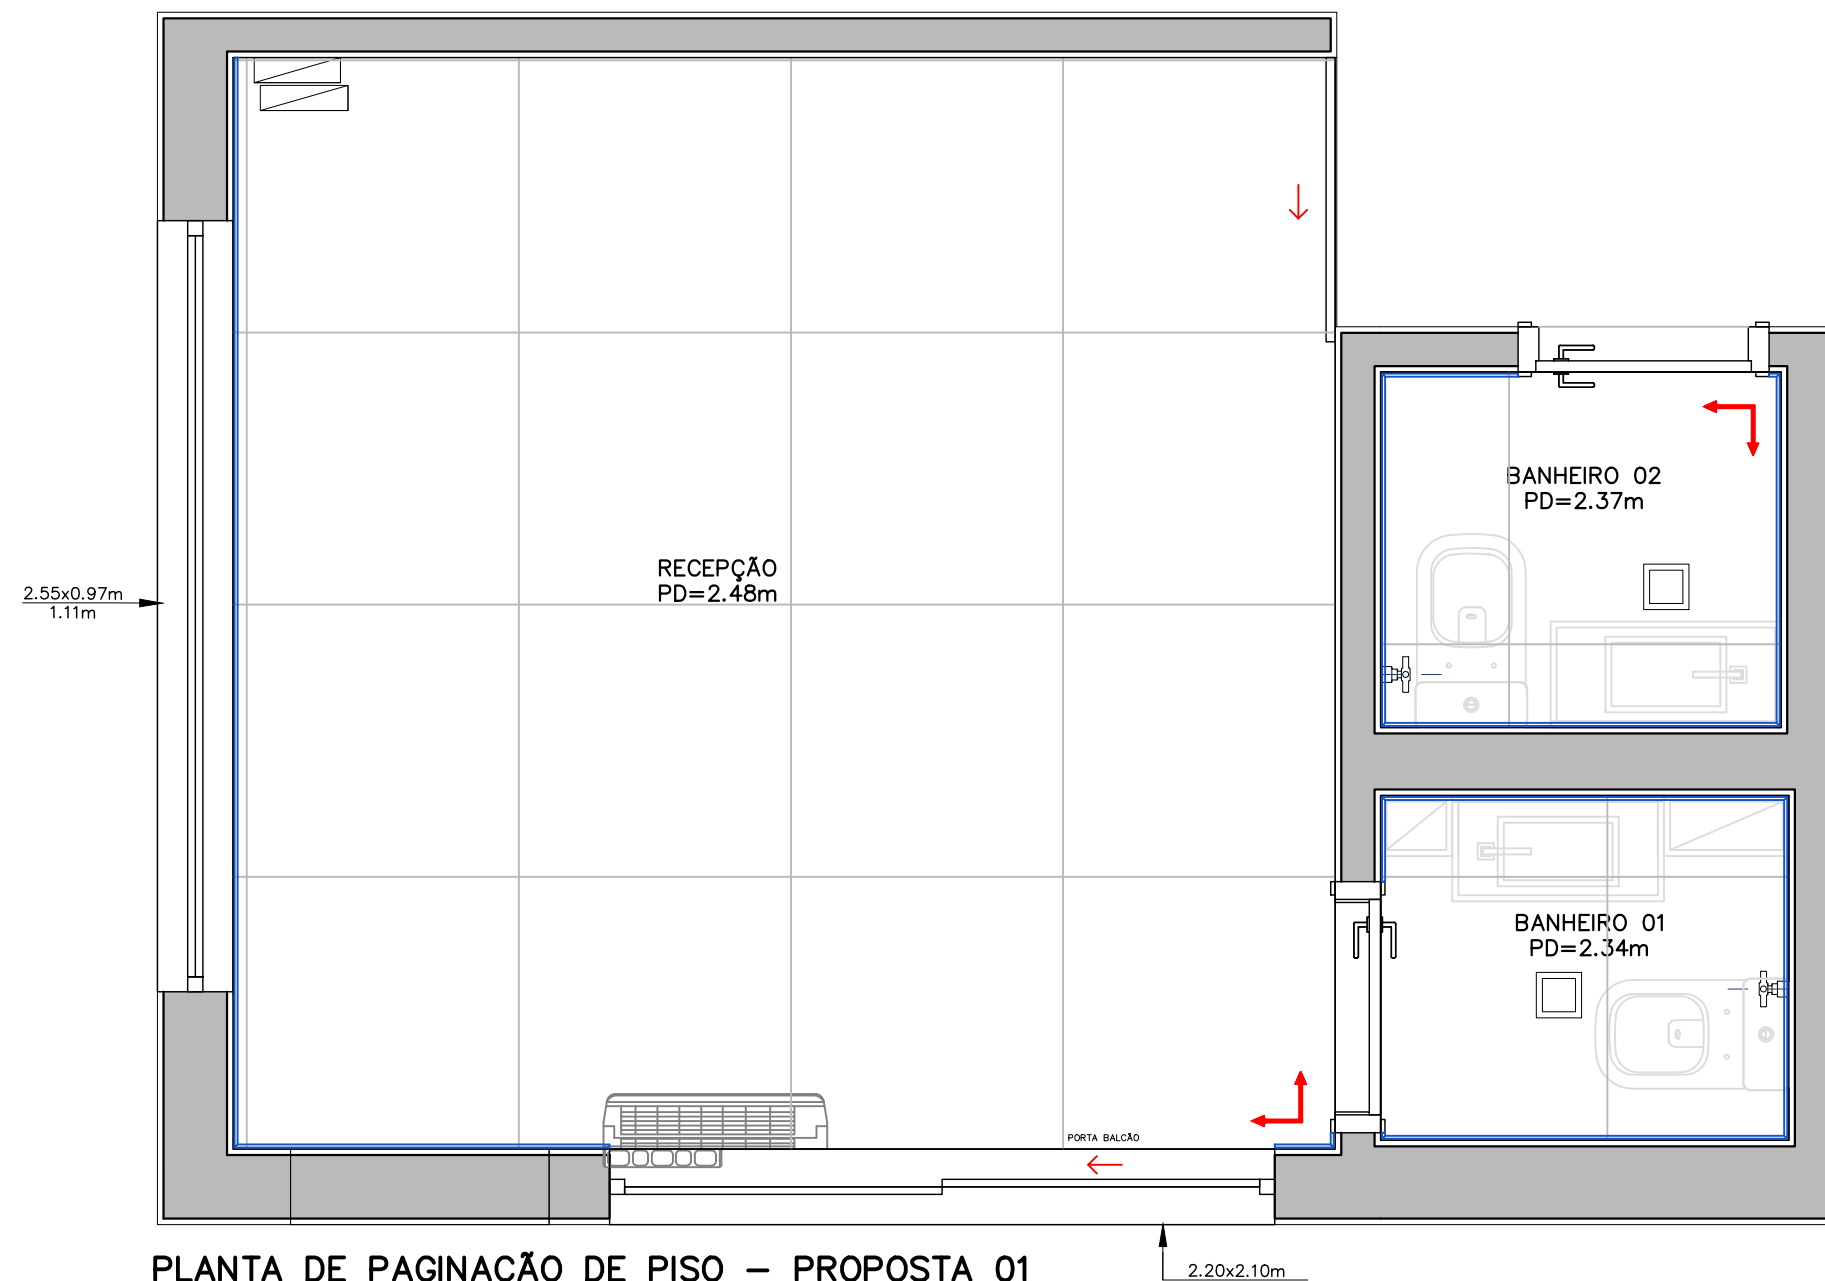 BANHEIRO 02
PD=2.37m
RECEPÇÃO
PD=2.48m
2.55x0.97m
1.11m
BANHEIRO 01
PD=2.34m
PORTA BALCÃO
PLANTA DE PAGINAÇÃO DE PISO – PROPOSTA 01
2.20x2.10m